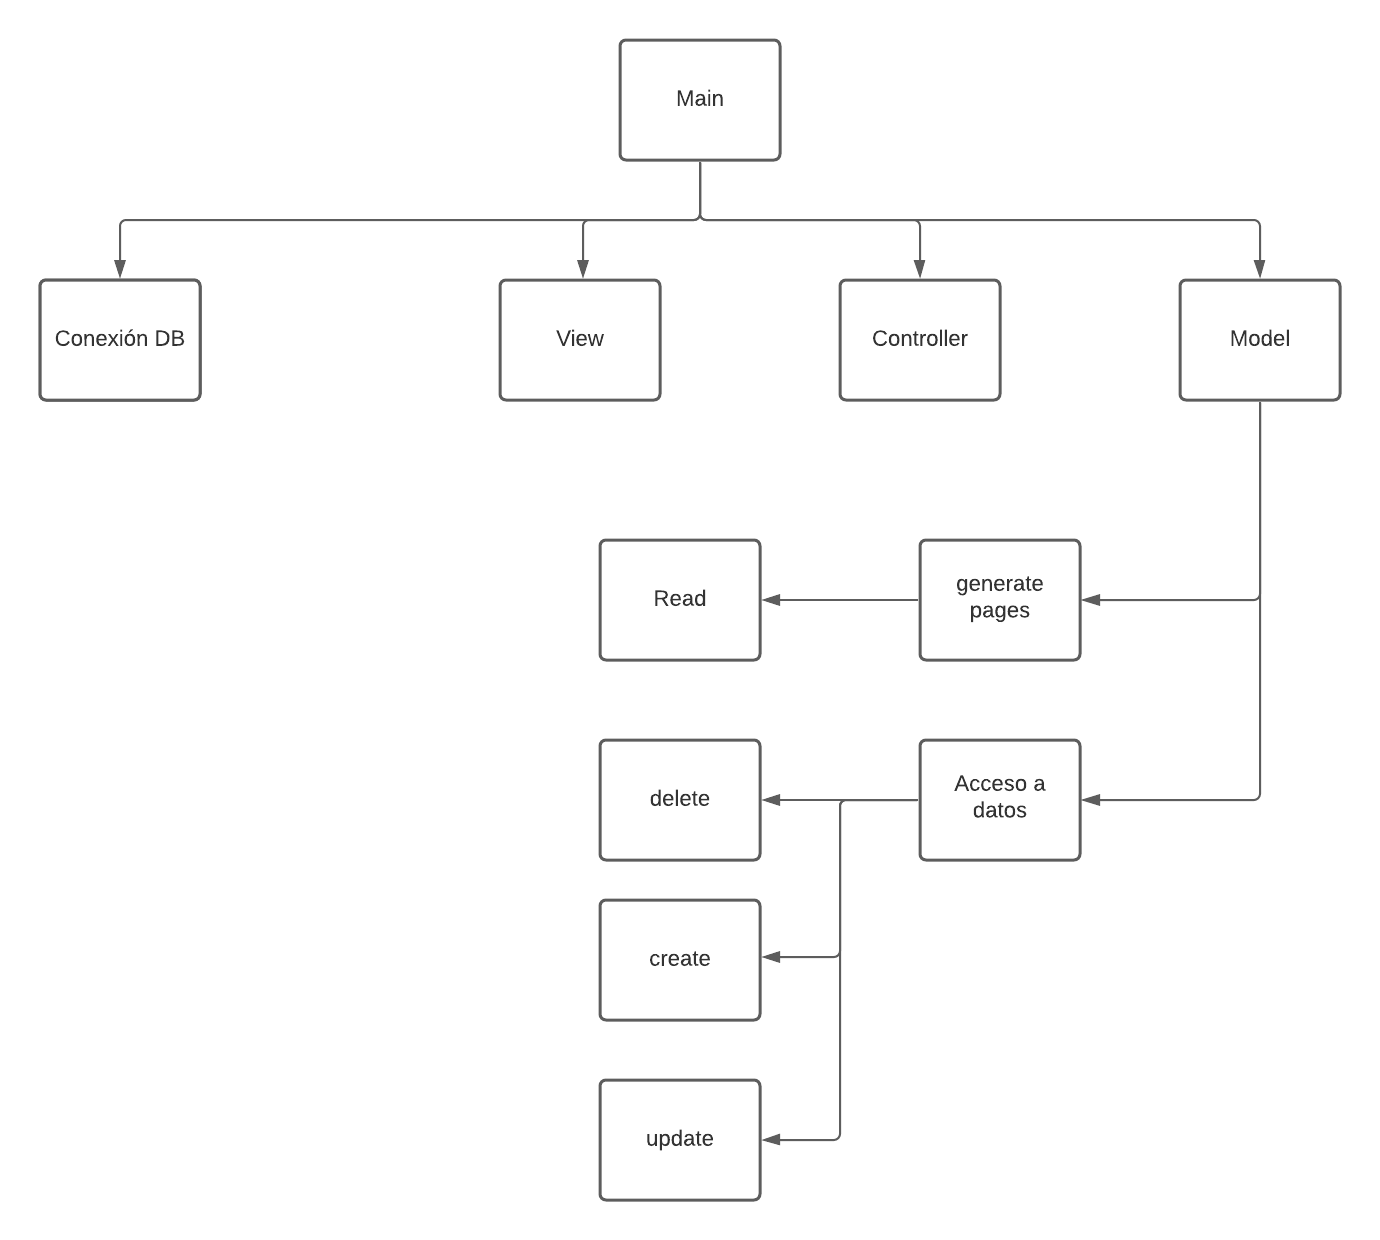 Main
Conexión DB
View
Controller
Model
Read
generate
pages
delete
Acceso a
datos
create
update